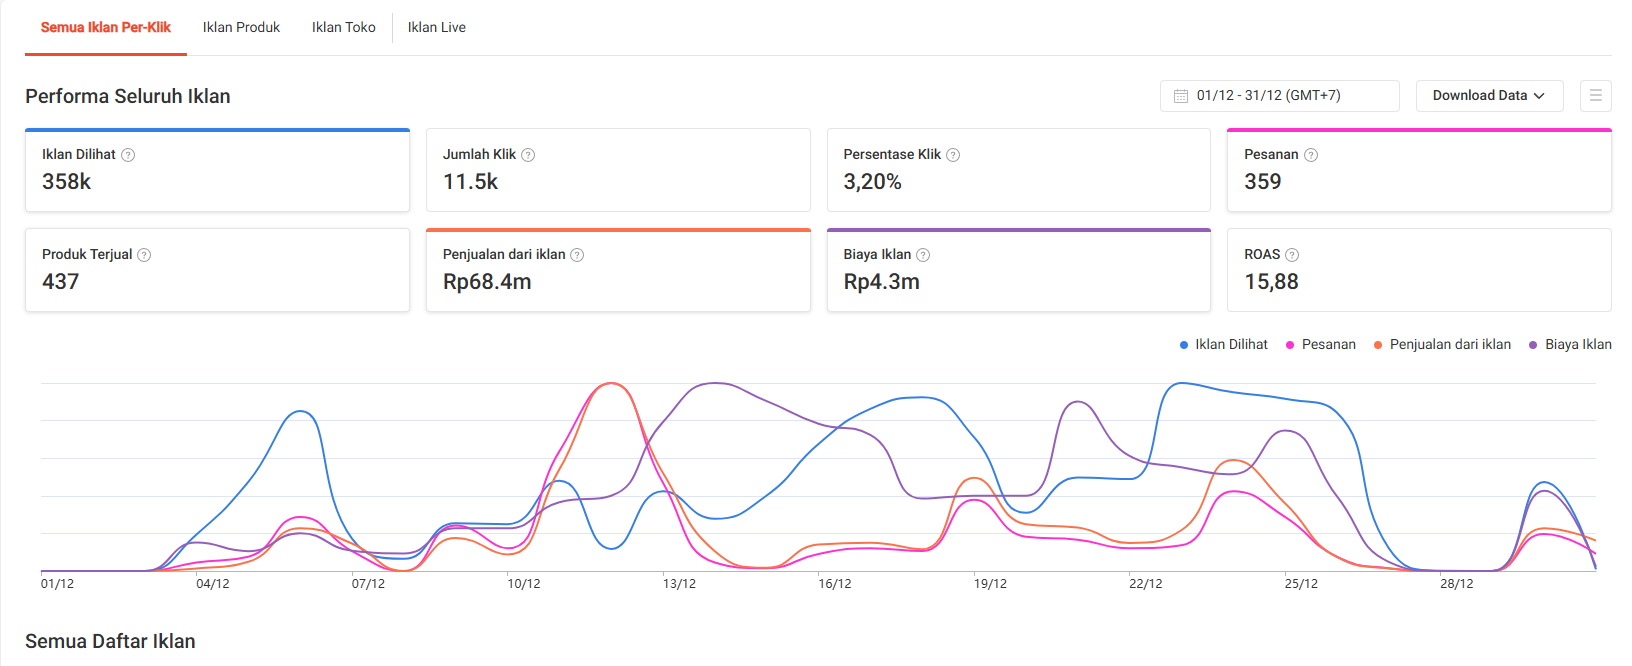 Semua Iklan Per-Klik Iklan Produk Iklan Toko Iklan Live
Performa Seluruh Iklan 01/12 - 31/12 (GMT+7) Download Data
Iklan Dilihat ? Jumlah Klik ? Persentase Klik ? Pesanan ?
358k 11.5k 3,20% 359
Produk Terjual ? Penjualan dari iklan ? Biaya Iklan ? ROAS ?
437 Rp68.4m Rp4.3m 15,88
Iklan Dilihat Pesanan Penjualan dari iklan Biaya Iklan
01/12 04/12 07/12 10/12 13/12 16/12 19/12 22/12 25/12 28/12
Semua Daftar Iklan